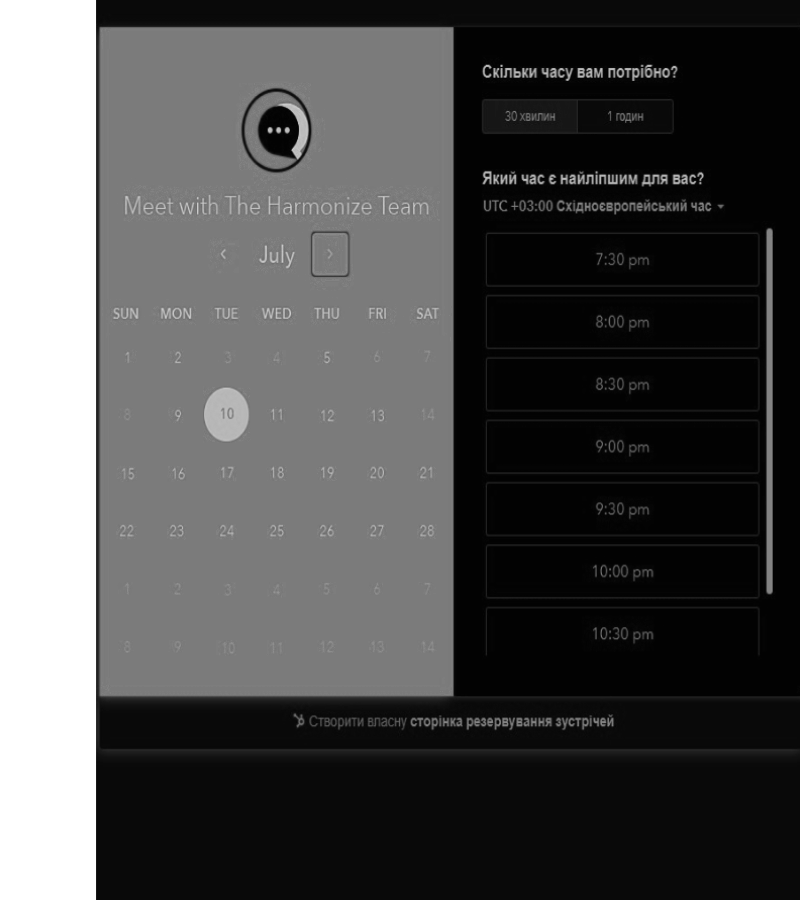 Meet with The Harmonize Team
‹ July ›
SUN MON TUE WED THU FRI SAT
1 2 3 4 5 6 7
8 9 10 11 12 13 14
15 16 17 18 19 20 21
22 23 24 25 26 27 28
1 2 3 4 5 6 7
8 9 10 11 12 13 14
Скільки часу вам потрібно?
30 хвилин 1 годин
Який час є найліпшим для вас?
UTC +03:00 Східноєвропейський час
7:30 pm
8:00 pm
8:30 pm
9:00 pm
9:30 pm
10:00 pm
10:30 pm
Створити власну сторінка резервування зустрічей